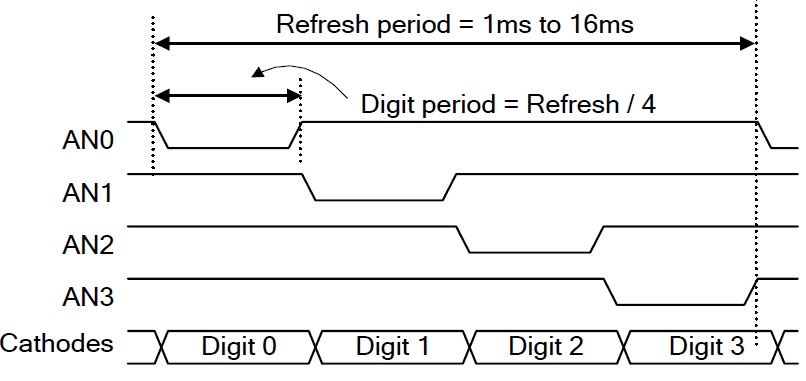 Refresh period = 1ms to 16ms
Digit period = Refresh / 4
AN0
AN1
AN2
AN3
Cathodes Digit 0 Digit 1 Digit 2 Digit 3